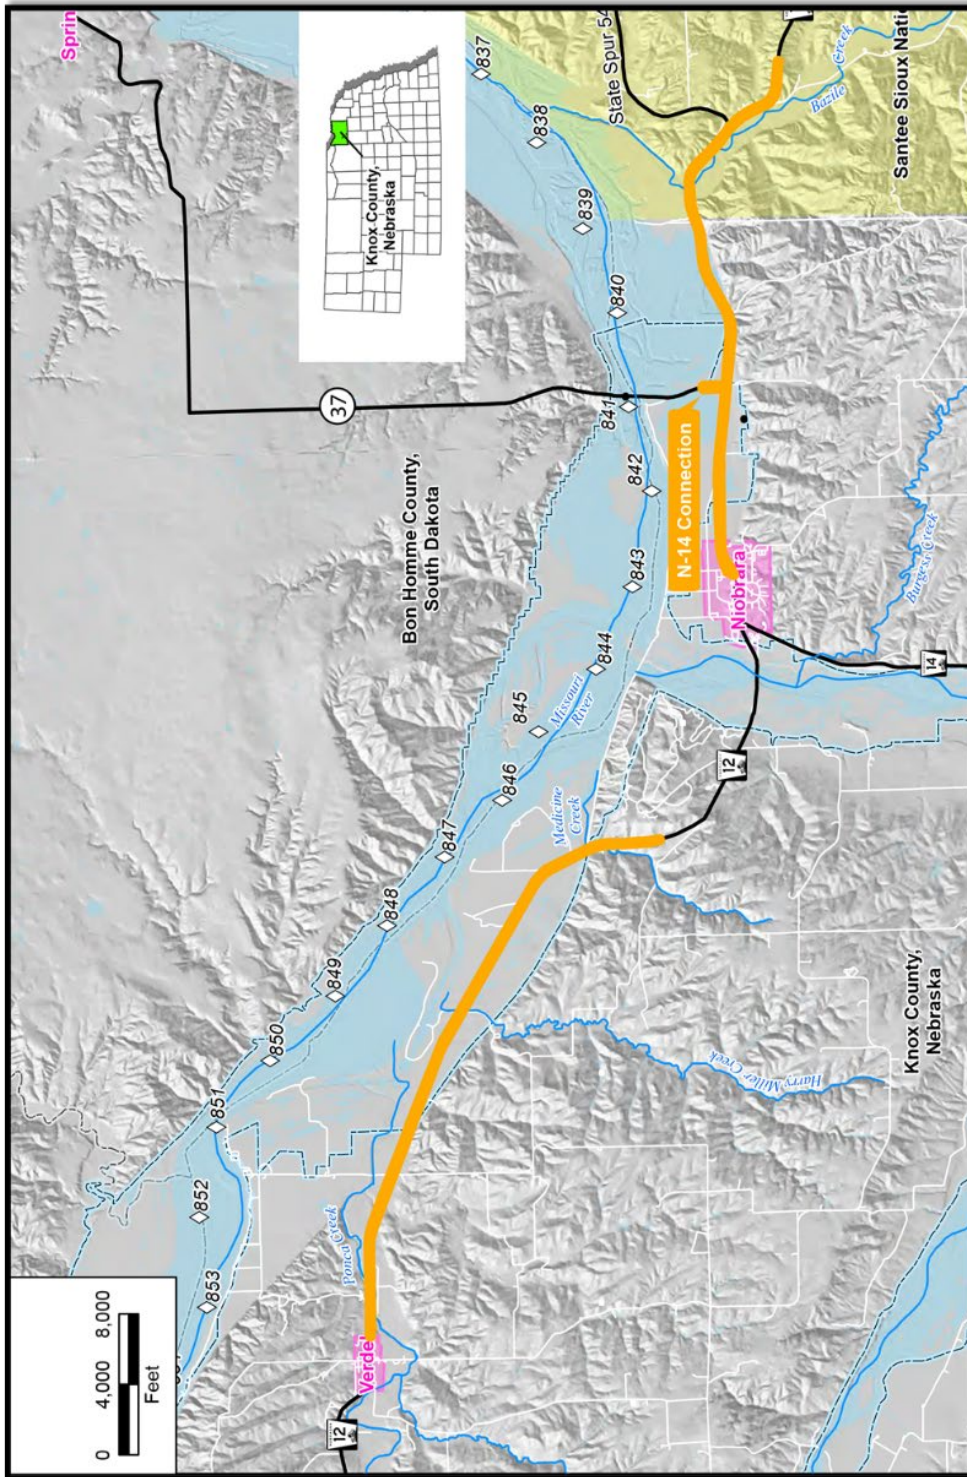 0 4,000 8,000
Feet
Sprin
Knox County,
Nebraska
37
Bon Homme County,
South Dakota
853
852
851
850
849
848
847
846
845
844
843
842
841
840
839
838
837
Missouri
River
State Spur 54
Bazile Creek
Santee Sioux Nati
N-14 Connection
Niobrara
Burgess Creek
14
12
Medicine
Creek
Harry Miller Creek
Knox County,
Nebraska
Ponca Creek
Verdel
12